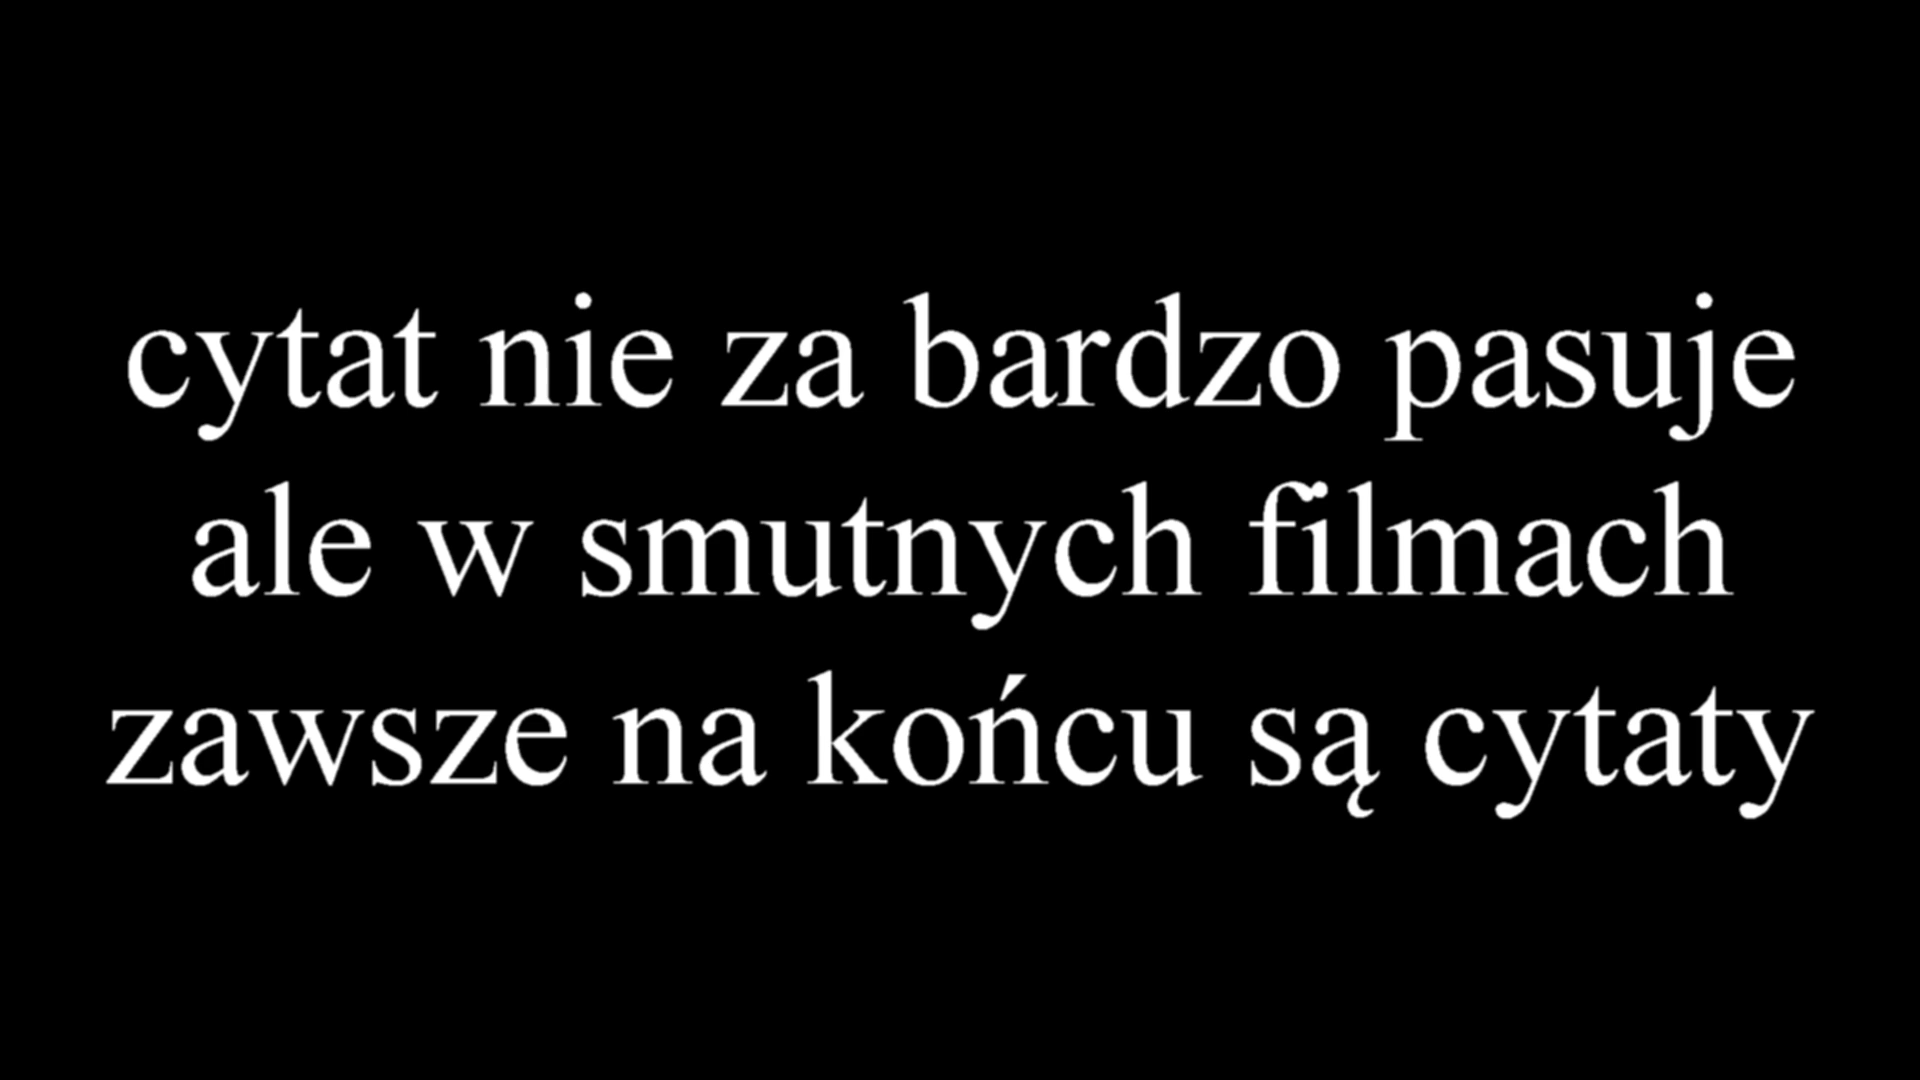 cytat nie za bardzo pasuje
ale w smutnych filmach
zawsze na końcu są cytaty